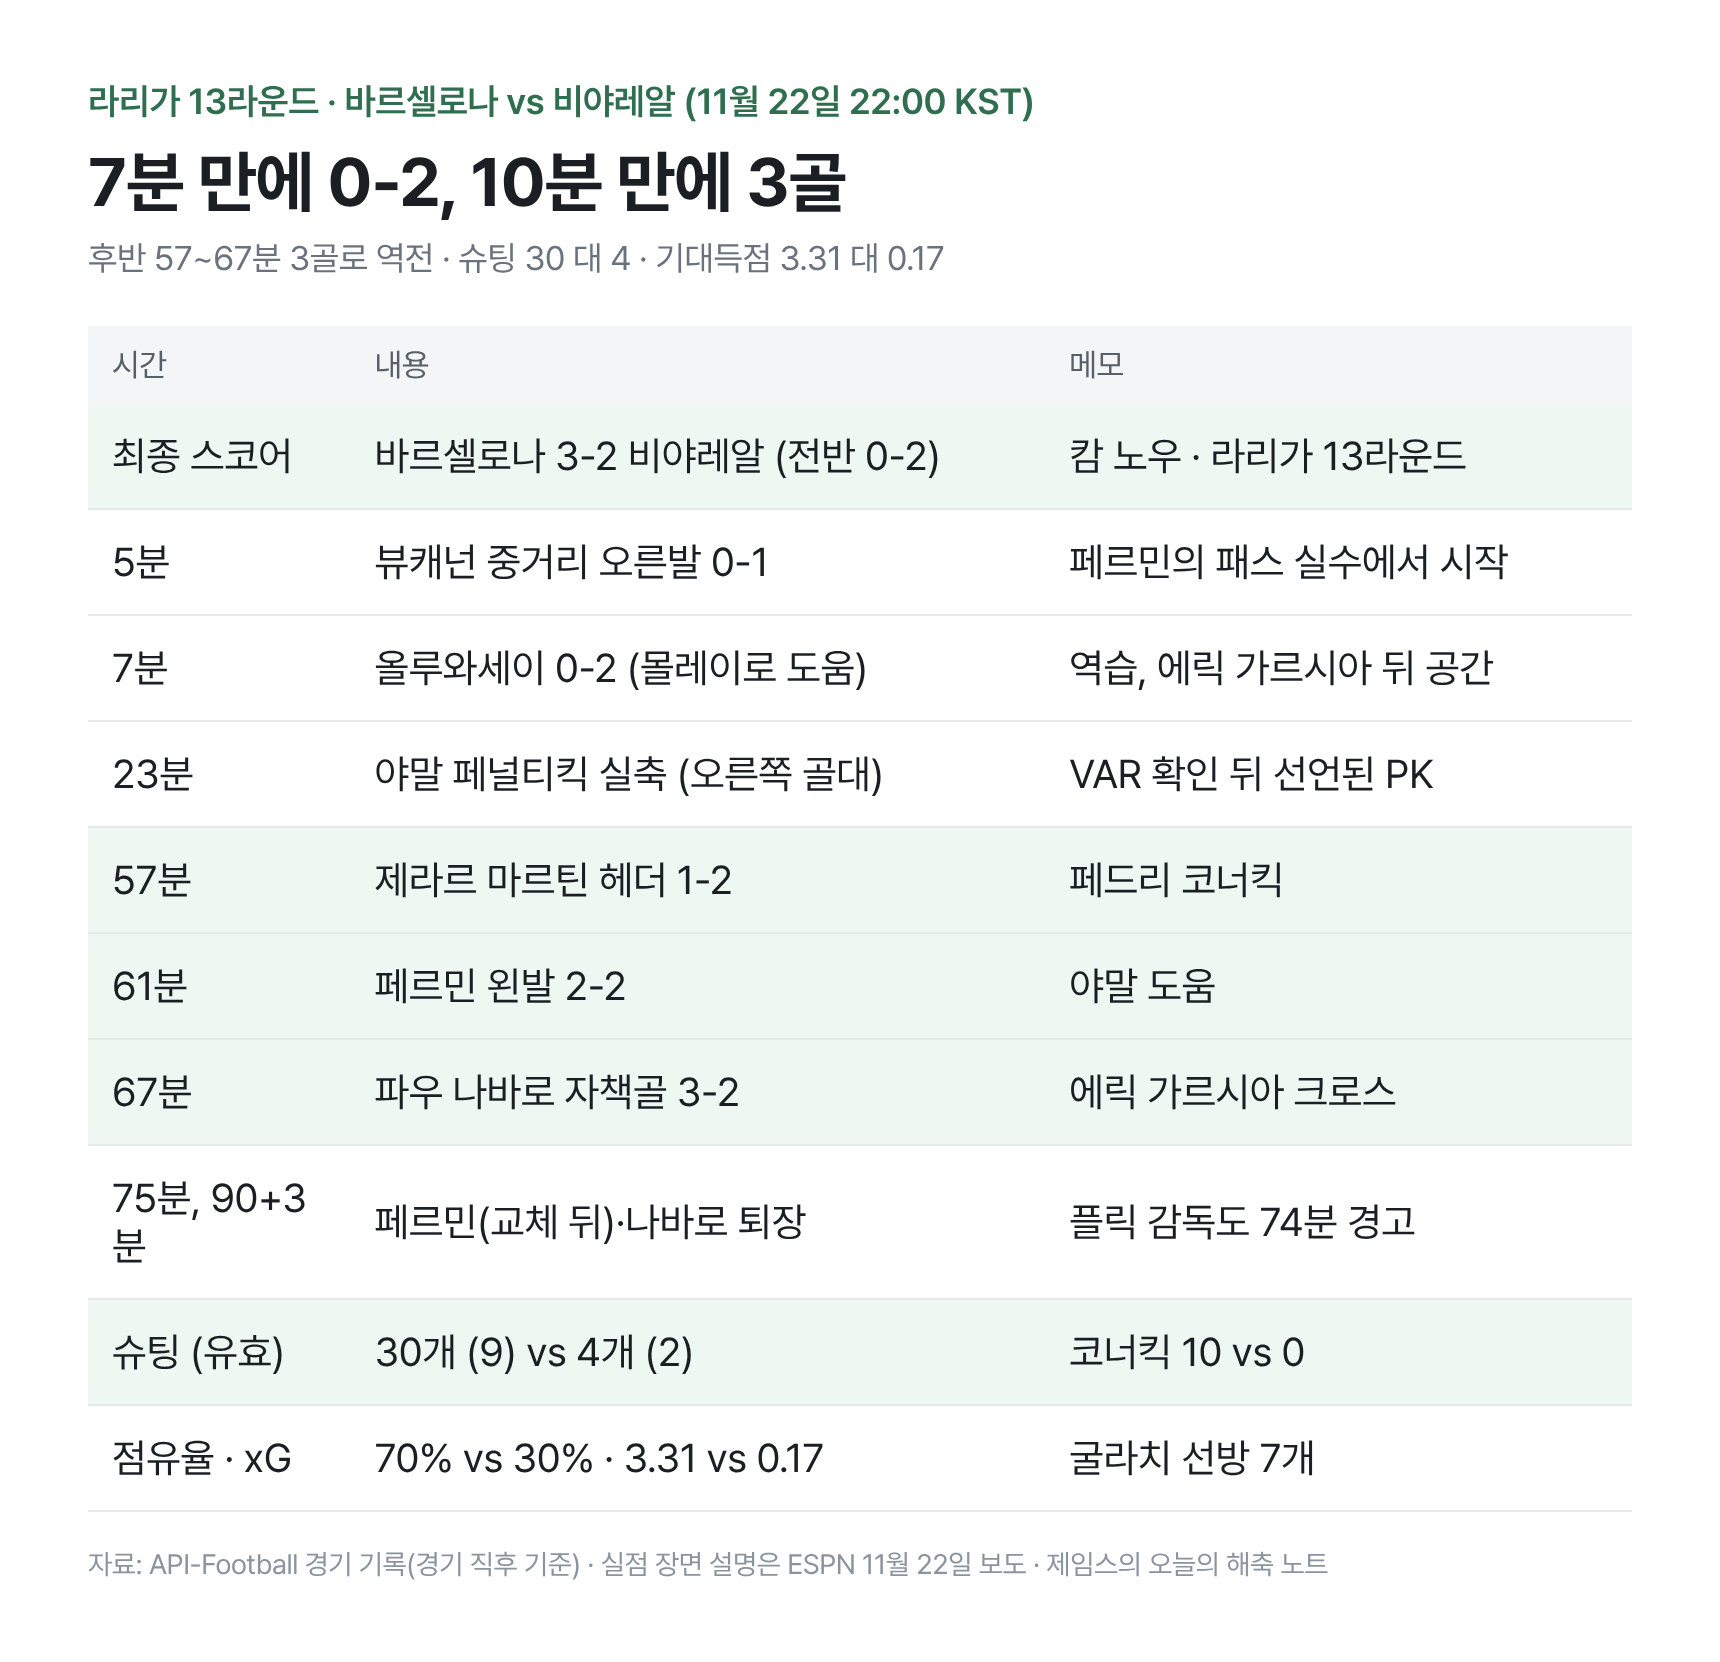 라리가 13라운드 · 바르셀로나 vs 비야레알 (11월 22일 22:00 KST)
7분 만에 0-2, 10분 만에 3골
후반 57~67분 3골로 역전 · 슈팅 30 대 4 · 기대득점 3.31 대 0.17
시간 내용 메모
최종 스코어 바르셀로나 3-2 비야레알 (전반 0-2) 캄 노우 · 라리가 13라운드
5분 뷰캐넌 중거리 오른발 0-1 페르민의 패스 실수에서 시작
7분 올루와세이 0-2 (몰레이로 도움) 역습, 에릭 가르시아 뒤 공간
23분 야말 페널티킥 실축 (오른쪽 골대) VAR 확인 뒤 선언된 PK
57분 제라르 마르틴 헤더 1-2 페드리 코너킥
61분 페르민 왼발 2-2 야말 도움
67분 파우 나바로 자책골 3-2 에릭 가르시아 크로스
75분, 90+3
분 페르민(교체 뒤)·나바로 퇴장 플릭 감독도 74분 경고
슈팅 (유효) 30개 (9) vs 4개 (2) 코너킥 10 vs 0
점유율 · xG 70% vs 30% · 3.31 vs 0.17 굴라치 선방 7개
자료: API-Football 경기 기록(경기 직후 기준) · 실점 장면 설명은 ESPN 11월 22일 보도 · 제임스의 오늘의 해축 노트